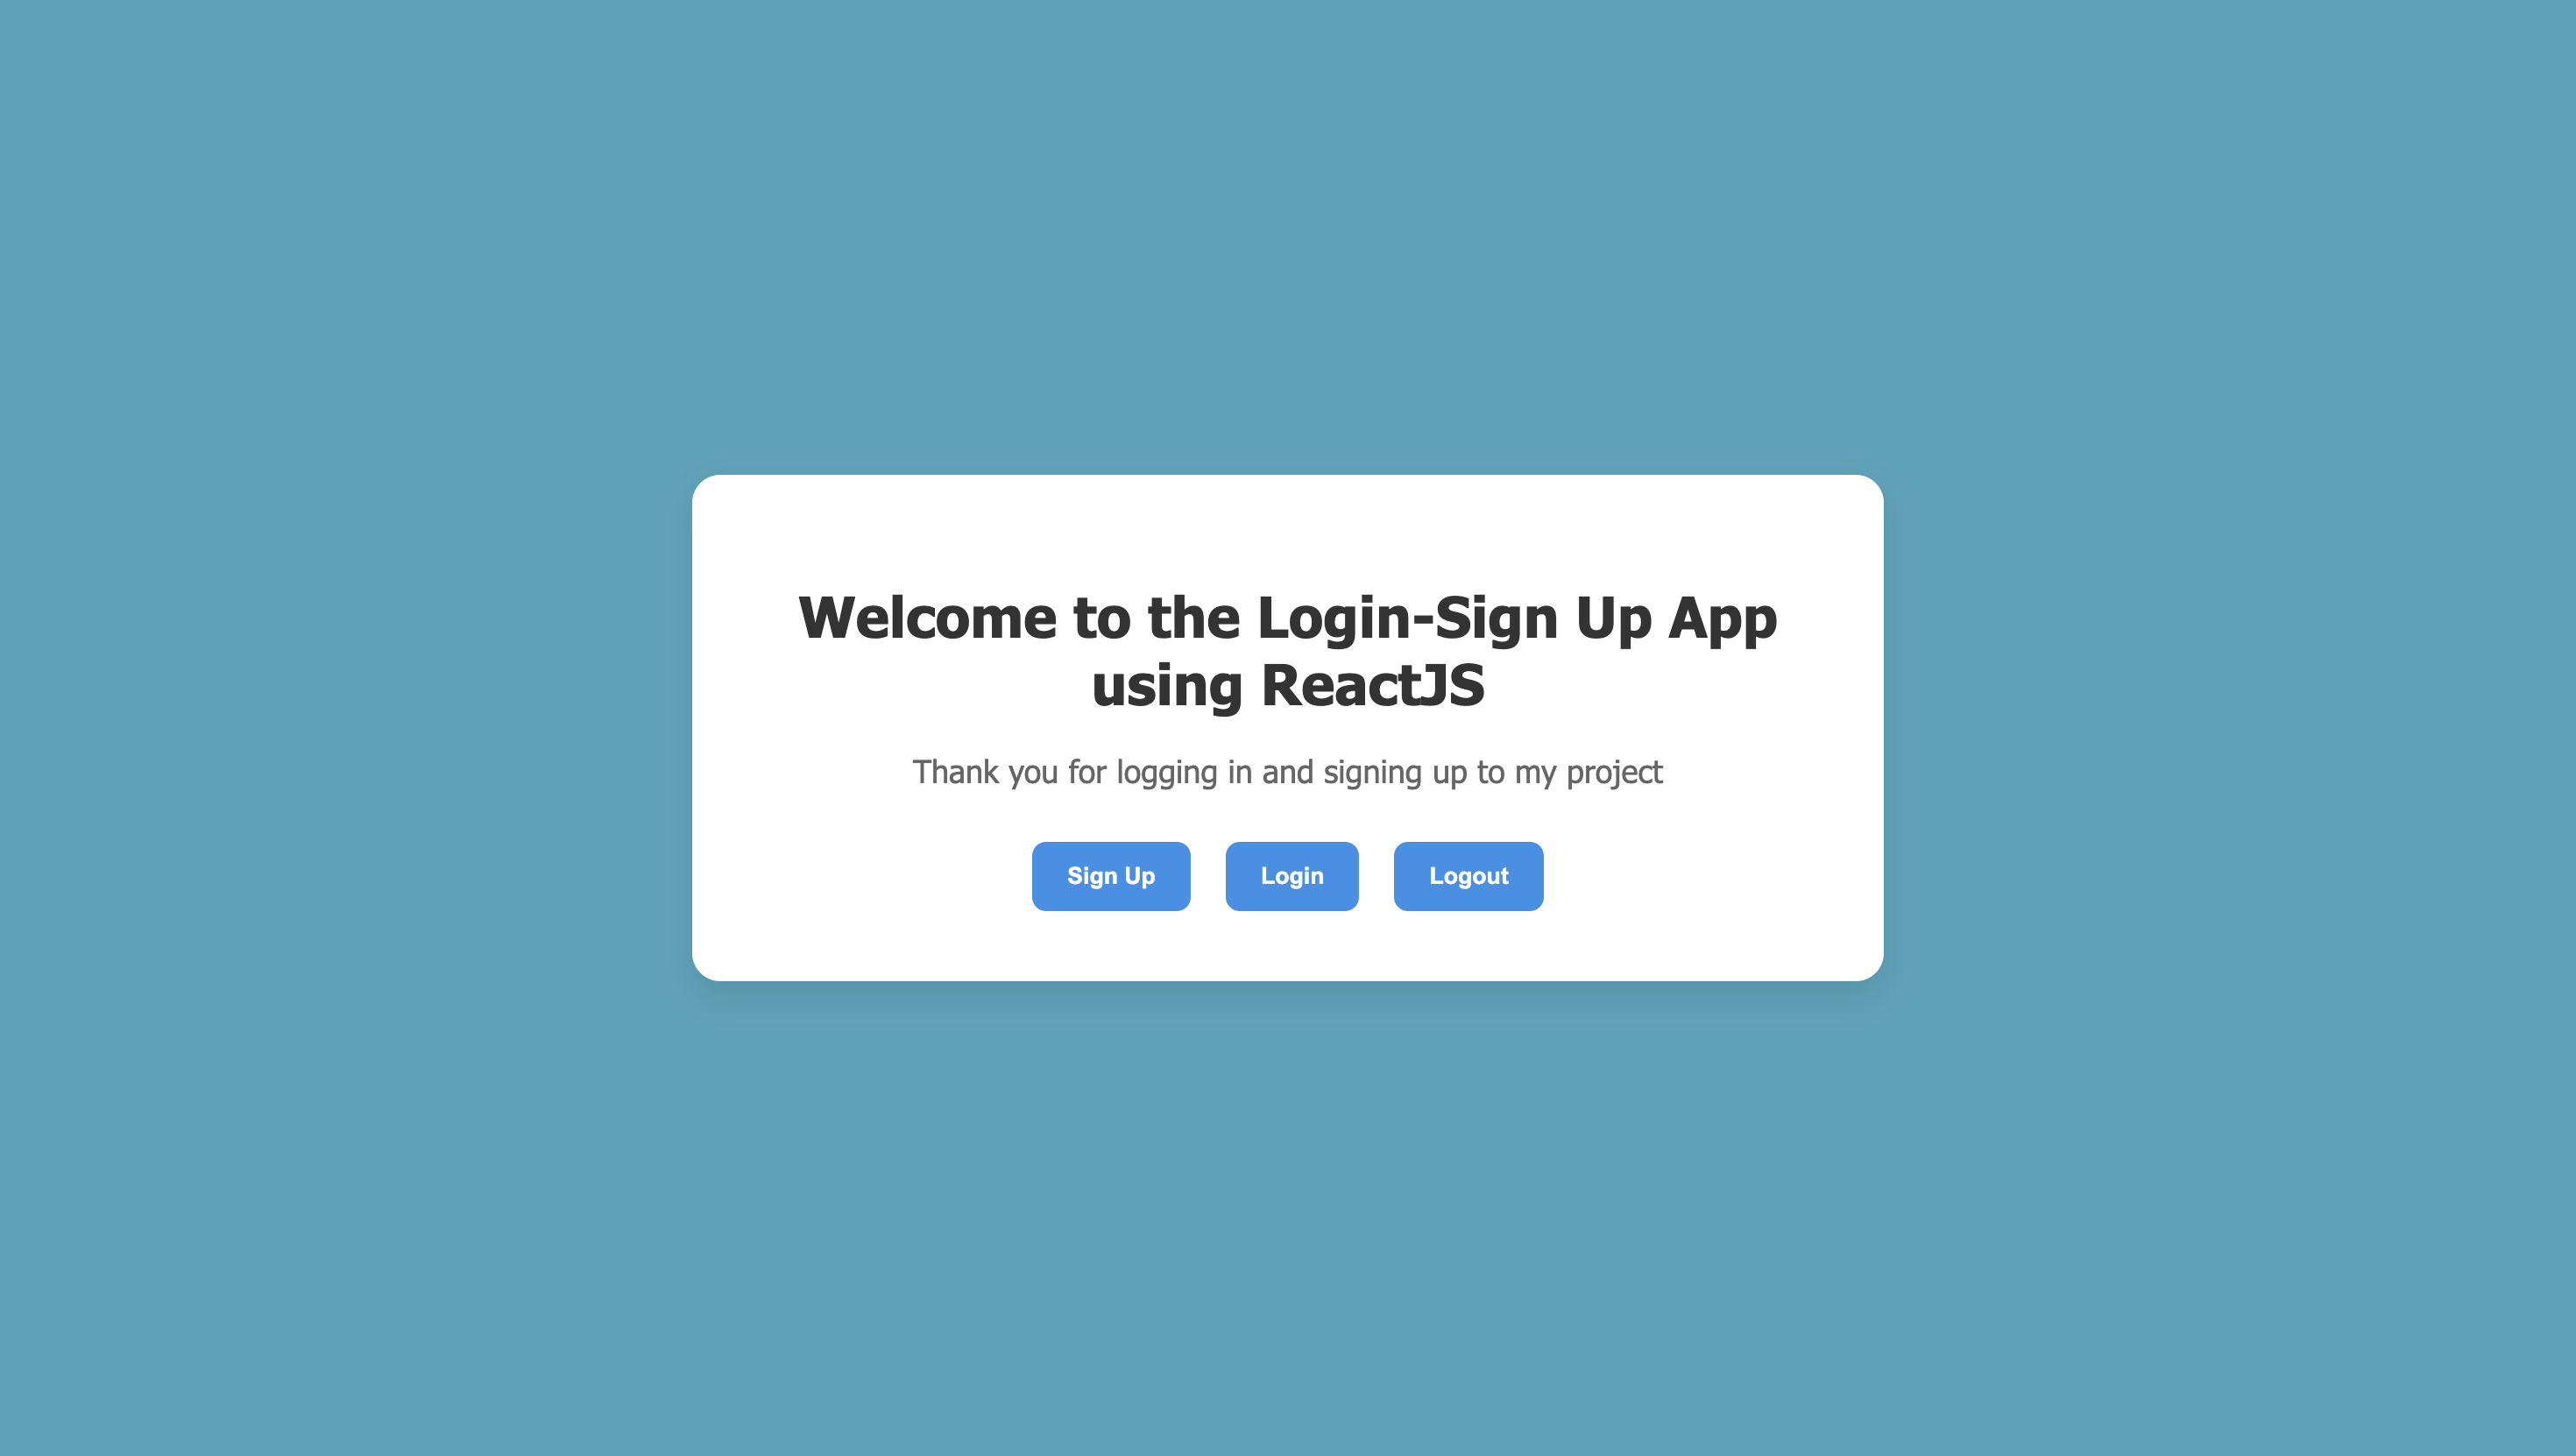 Welcome to the Login-Sign Up App
using ReactJS
Thank you for logging in and signing up to my project
Sign Up Login Logout